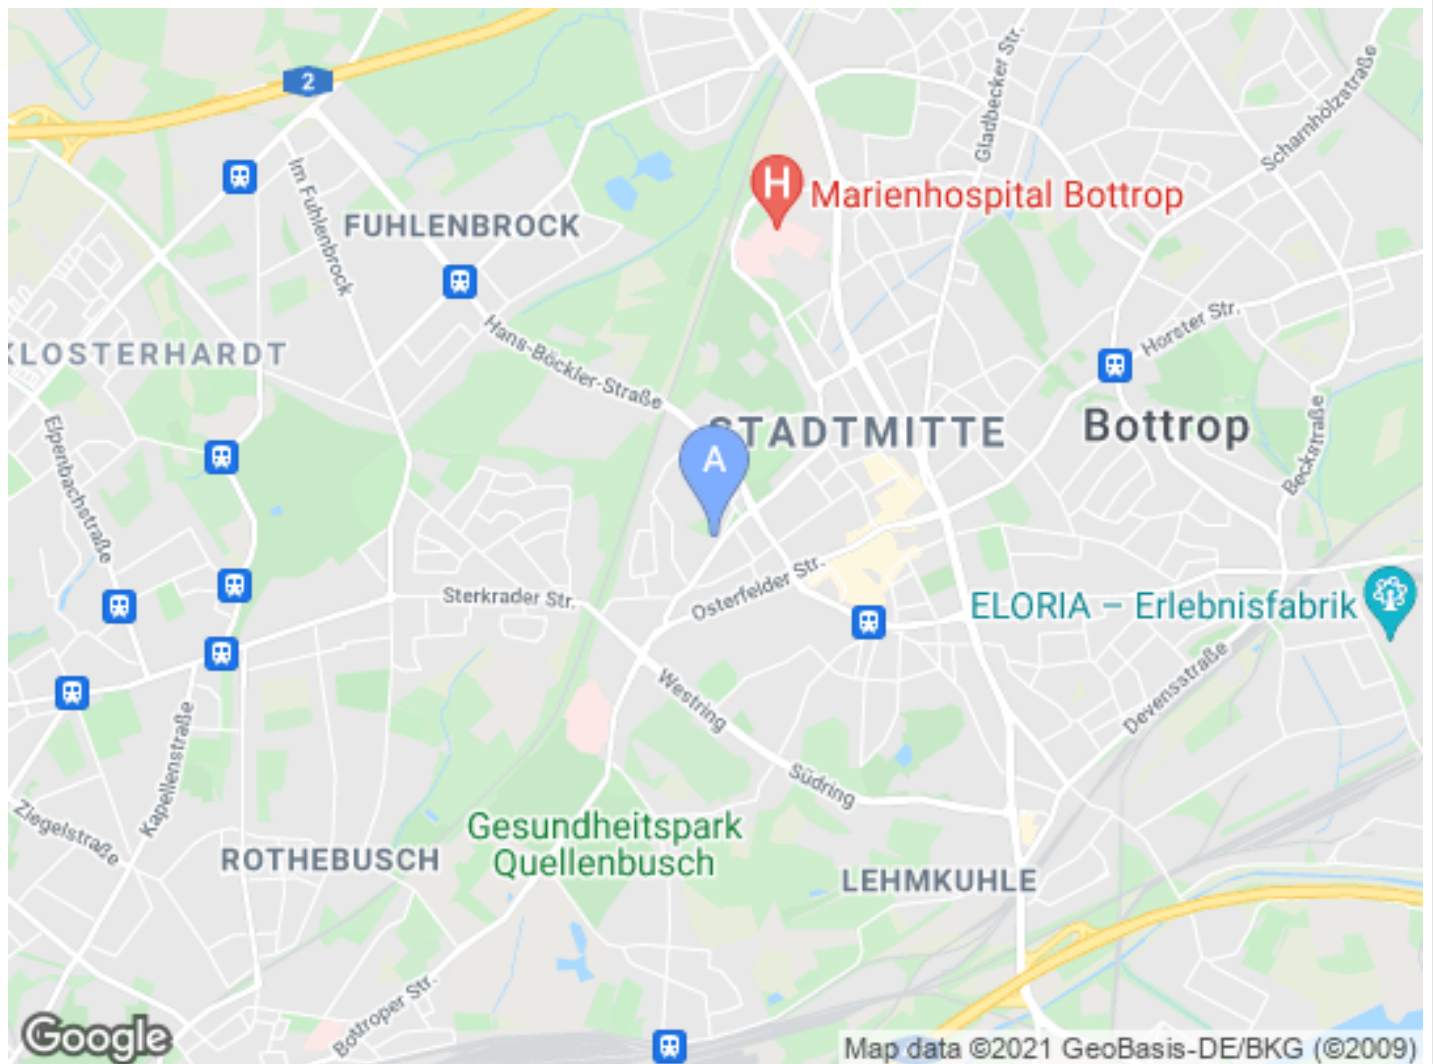 2
Gladbecker Str.
Scharnhölzstraße
Im Fuhlenbrock
FUHLENBROCK
H
Marienhospital Bottrop
KLOSTERHARDT
Hans-Böckler-Straße
Horster Str.
STADTMITTE
Bottrop
A
Elpenbachstraße
Beckstraße
Sterkrader Str.
Osterfelder Str.
ELORIA – Erlebnisfabrik
Westring
Devensstraße
Kapellenstraße
Südring
Ziegelstraße
Gesundheitspark
Quellenbusch
ROTHEBUSCH
LEHMKUHLE
Bottroper Str.
Google
Map data ©2021 GeoBasis-DE/BKG (©2009)